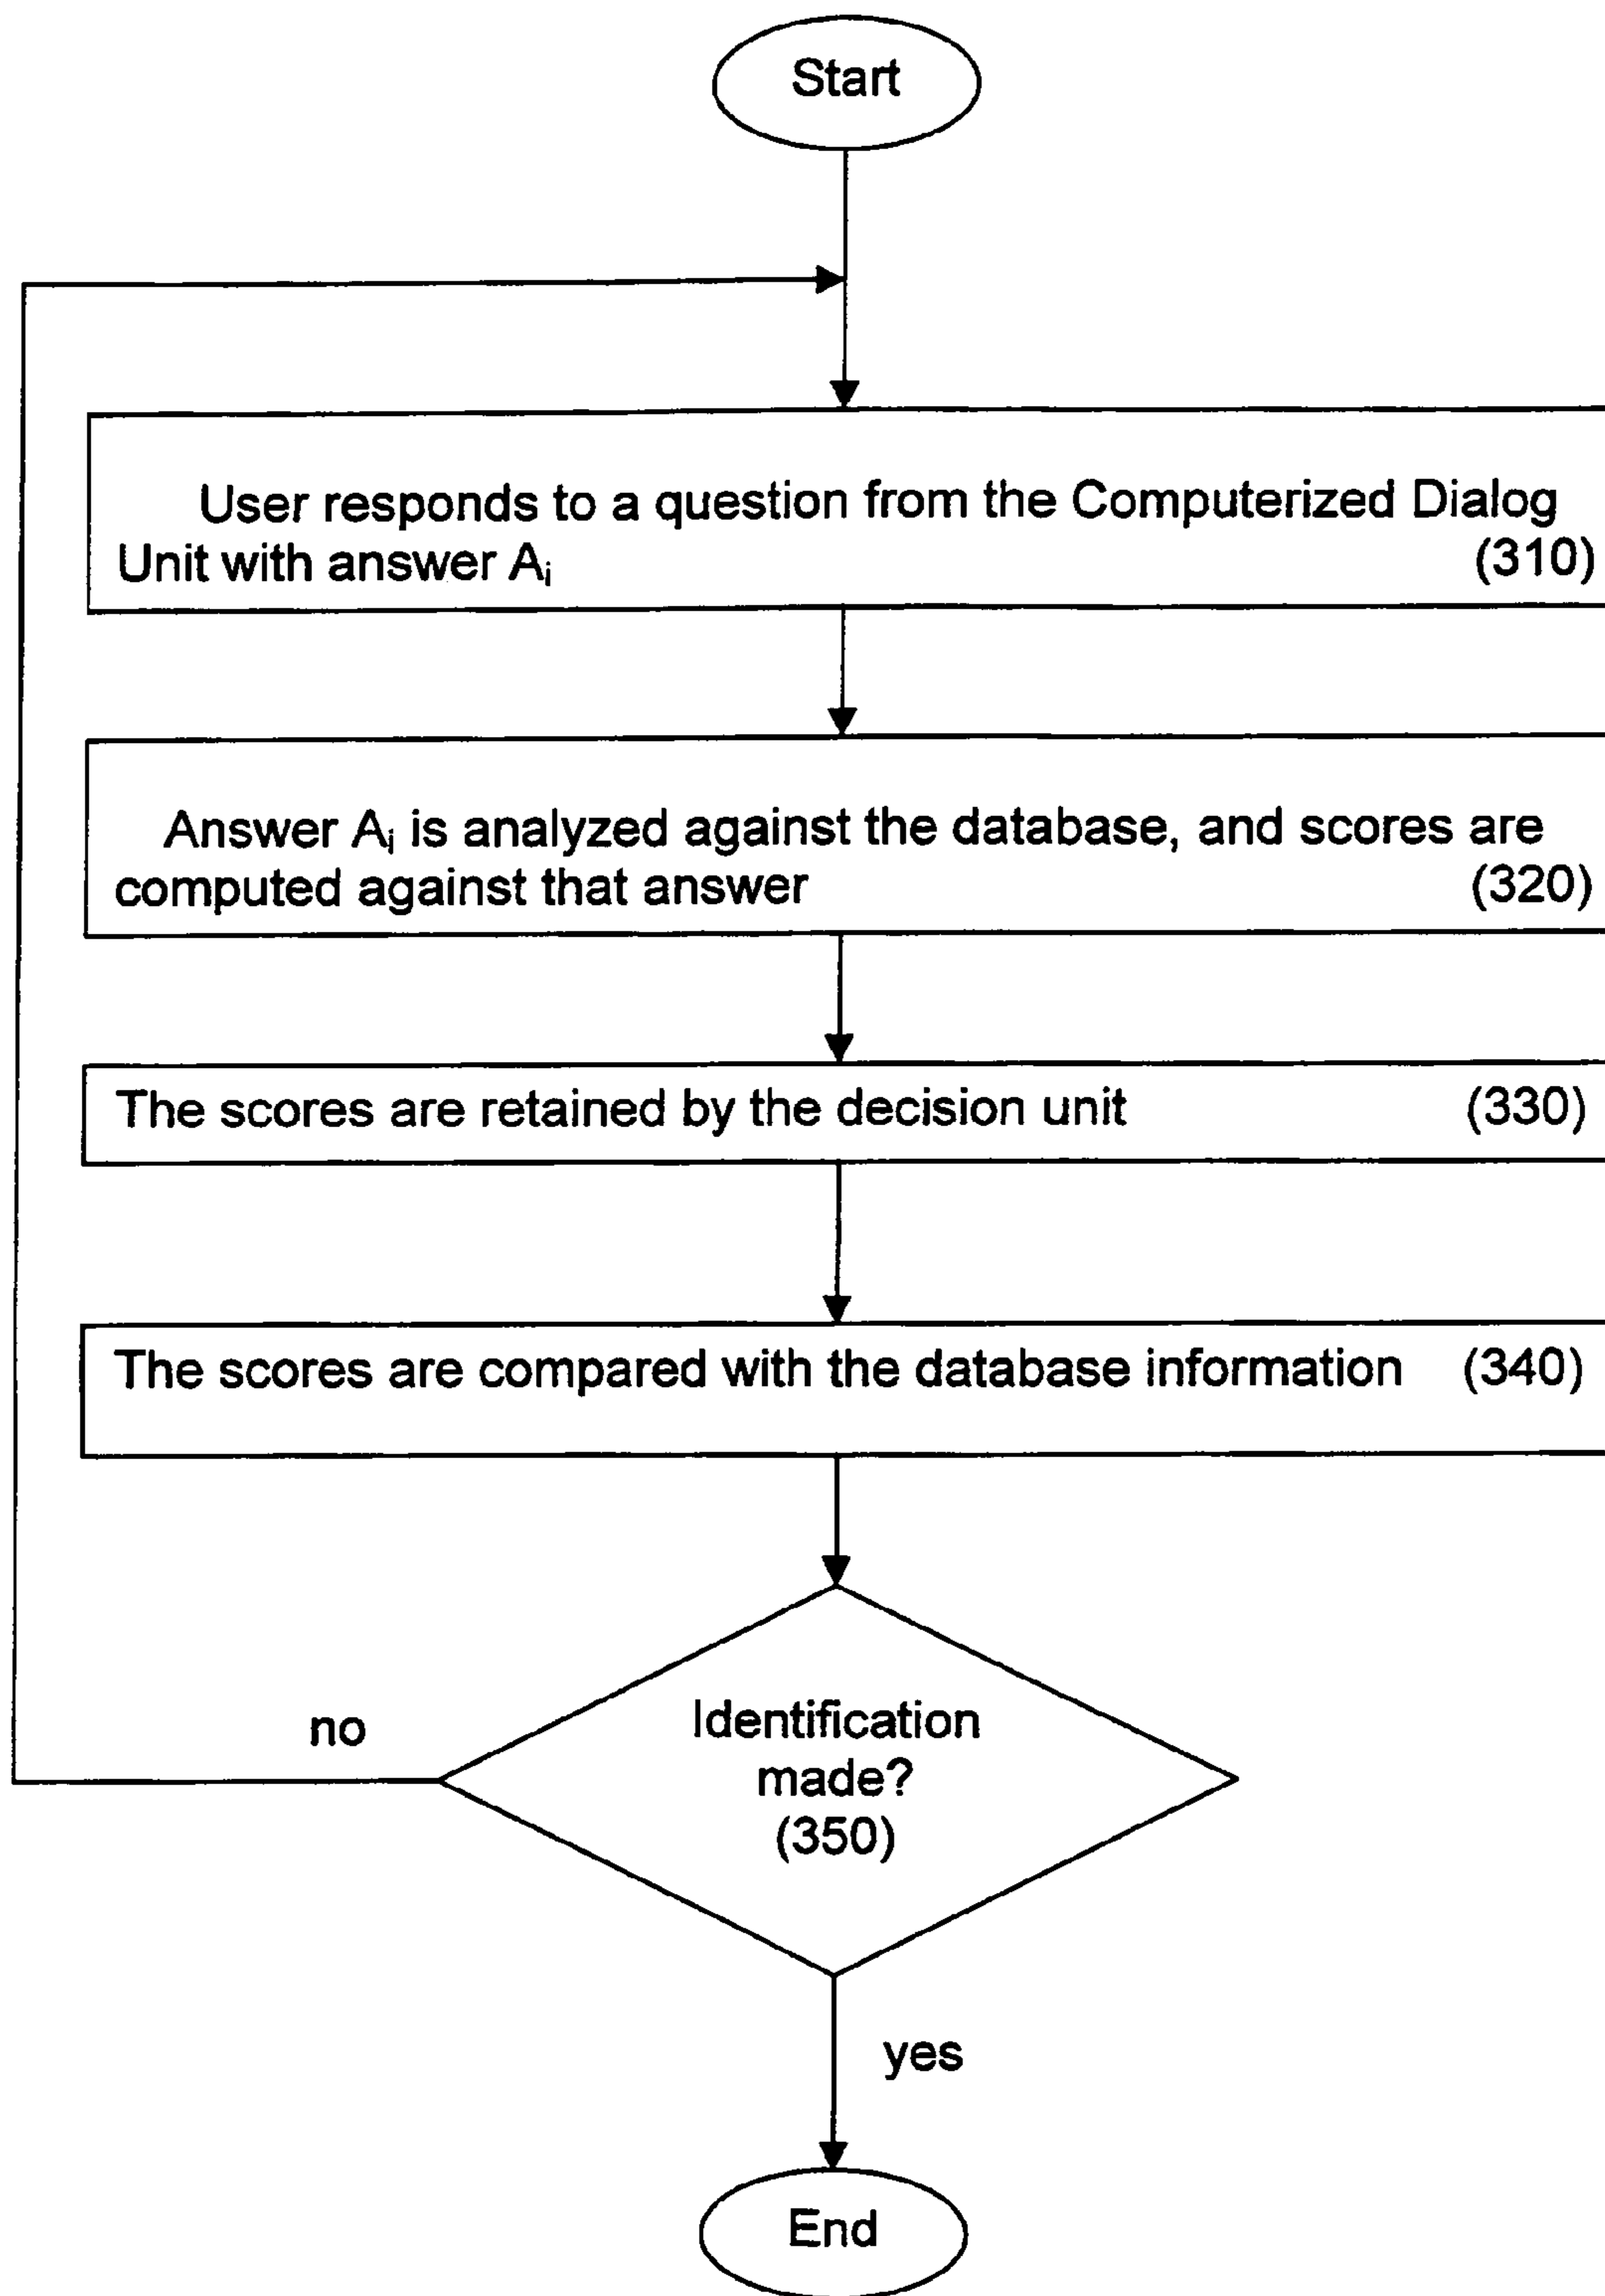 Start
User responds to a question from the Computerized Dialog
Unit with answer Ai (310)
Answer Ai is analyzed against the database, and scores are
computed against that answer (320)
The scores are retained by the decision unit (330)
The scores are compared with the database information (340)
Identification
made?
(350)
no
yes
End